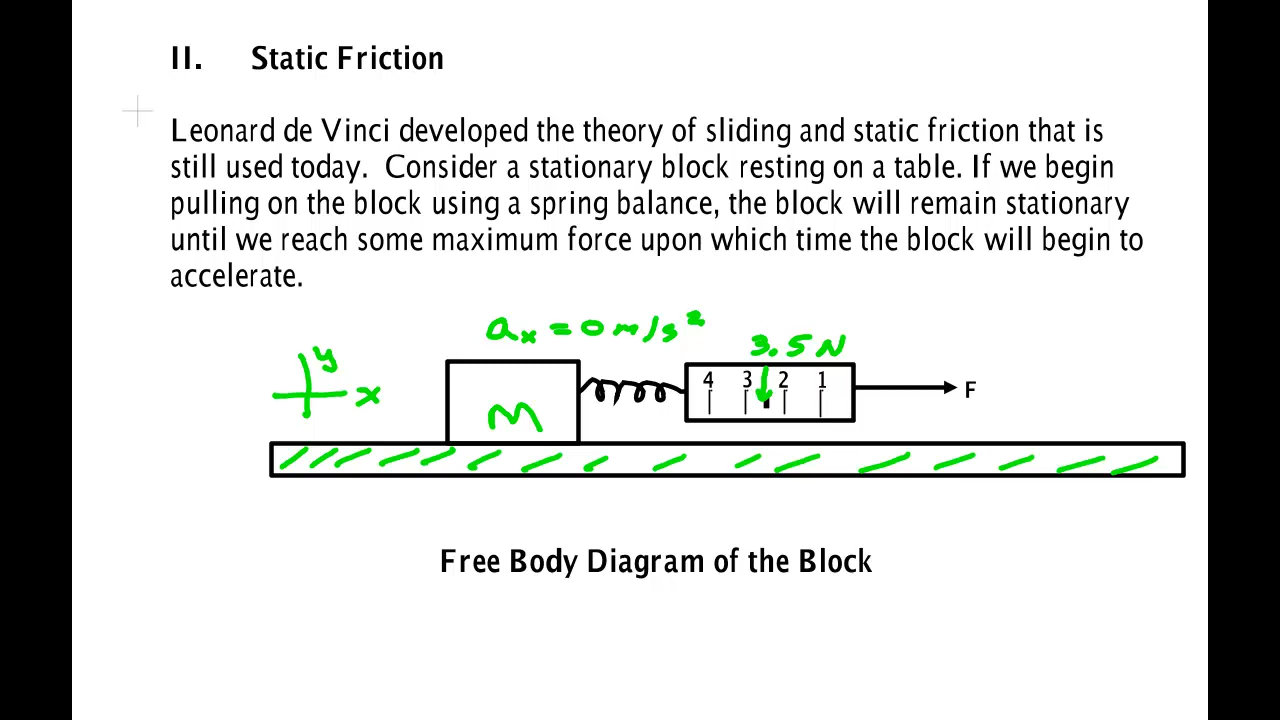 II. Static Friction
Leonard de Vinci developed the theory of sliding and static friction that is
still used today. Consider a stationary block resting on a table. If we begin
pulling on the block using a spring balance, the block will remain stationary
until we reach some maximum force upon which time the block will begin to
accelerate.
aₓ = 0 m/s²
3.5 N
y
x
4 3 2 1
F
M
Free Body Diagram of the Block